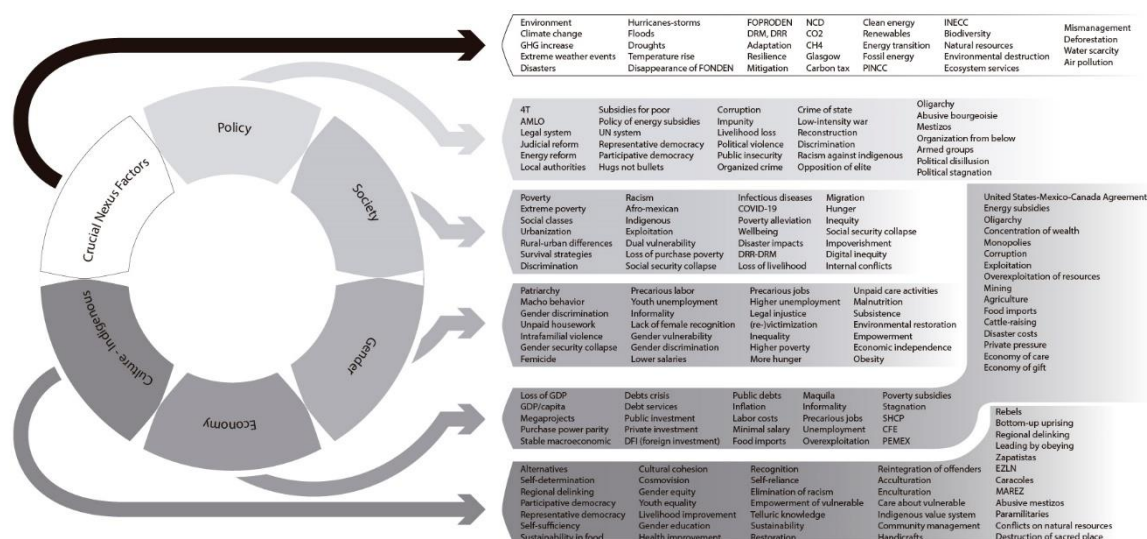 Crucial Nexus Factors
Policy
Society
Gender
Economy
Culture - Indigenous
Environment
Climate change
GHG increase
Extreme weather events
Disasters
Hurricanes-storms
Floods
Droughts
Temperature rise
Disappearance of FONDEN
FOPRODEN
DRM, DRR
Adaptation
Resilience
Mitigation
NCD
CO2
CH4
Glasgow
Carbon tax
Clean energy
Renewables
Energy transition
Fossil energy
PINCC
INECC
Biodiversity
Natural resources
Environmental destruction
Ecosystem services
Mismanagement
Deforestation
Water scarcity
Air pollution
4T
AMLO
Legal system
Judicial reform
Energy reform
Local authorities
Subsidies for poor
Policy of energy subsidies
UN system
Representative democracy
Participative democracy
Hugs not bullets
Corruption
Impunity
Livelihood loss
Political violence
Public insecurity
Organized crime
Crime of state
Low-intensity war
Reconstruction
Discrimination
Racism against indigenous
Opposition of elite
Oligarchy
Abusive bourgeoisie
Mestizos
Organization from below
Armed groups
Political disillusion
Political stagnation
Poverty
Extreme poverty
Social classes
Urbanization
Rural-urban differences
Survival strategies
Discrimination
Racism
Afro-mexican
Indigenous
Exploitation
Dual vulnerability
Loss of purchase poverty
Social security collapse
Infectious diseases
COVID-19
Poverty alleviation
Wellbeing
Disaster impacts
DRR-DRM
Loss of livelihood
Migration
Hunger
Inequity
Social security collapse
Impoverishment
Digital inequity
Internal conflicts
Patriarchy
Macho behavior
Gender discrimination
Unpaid housework
Intrafamilial violence
Gender security collapse
Femicide
Precarious labor
Youth unemployment
Informality
Lack of female recognition
Gender vulnerability
Gender discrimination
Lower salaries
Precarious jobs
Higher unemployment
Legal injustice
(re-)victimization
Inequality
Higher poverty
More hunger
Unpaid care activities
Malnutrition
Subsistence
Environmental restoration
Empowerment
Economic independence
Obesity
Loss of GDP
GDP/capita
Megaprojects
Purchase power parity
Stable macroeconomic
Debts crisis
Debt services
Public investment
Private investment
DFI (foreign investment)
Public debts
Inflation
Labor costs
Minimal salary
Food imports
Maquila
Informality
Precarious jobs
Unemployment
Overexploitation
Poverty subsidies
Stagnation
SHCP
CFE
PEMEX
United States-Mexico-Canada Agreement
Energy subsidies
Oligarchy
Concentration of wealth
Monopolies
Corruption
Exploitation
Overexploitation of resources
Mining
Agriculture
Food imports
Cattle-raising
Disaster costs
Private pressure
Economy of care
Economy of gift
Alternatives
Self-determination
Regional delinking
Participative democracy
Representative democracy
Self-sufficiency
Sustainability in food
Cultural cohesion
Cosmovision
Gender equity
Youth equality
Livelihood improvement
Gender education
Health improvement
Recognition
Self-reliance
Elimination of racism
Empowerment of vulnerable
Telluric knowledge
Sustainability
Restoration
Reintegration of offenders
Acculturation
Enculturation
Care about vulnerable
Indigenous value system
Community management
Handicrafts
Rebels
Bottom-up uprising
Regional delinking
Leading by obeying
Zapatistas
EZLN
Caracoles
MAREZ
Abusive mestizos
Paramilitaries
Conflicts on natural resources
Destruction of sacred place